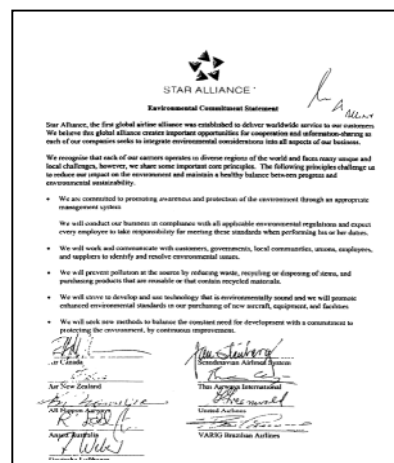 STAR ALLIANCE
Environmental Commitment Statement
Star Alliance, the first global airline alliance was established to deliver worldwide service to our customers.
We believe this global alliance creates important opportunities for cooperation and information-sharing as
each of our companies seeks to integrate environmental considerations into all aspects of our business.
We recognise that each of our carriers operates in diverse regions of the world and faces many unique and
local challenges, however, we share some important core principles. The following principles challenge us
to reduce our impact on the environment and maintain a healthy balance between progress and
environmental sustainability.
• We are committed to promoting awareness and protection of the environment through an appropriate
management system
We will conduct our business in compliance with all applicable environmental regulations and expect
every employee to take responsibility for meeting these standards when performing his or her duties.
• We will work and communicate with customers, governments, local communities, unions, employees,
and suppliers to identify and resolve environmental issues.
• We will prevent pollution at the source by reducing waste, recycling or disposing of items, and
purchasing products that are reusable or that contain recycled materials.
• We will strive to develop and use technology that is environmentally sound and we will promote
enhanced environmental standards in our purchasing of new aircraft, equipment, and facilities
• We will seek new methods to balance the constant need for development with a commitment to
protecting the environment, by continuous improvement.
Air Canada
Scandinavian Airlines System
Air New Zealand
Thai Airways International
All Nippon Airways
United Airlines
Ansett Australia
VARIG Brazilian Airlines
Deutsche Lufthansa